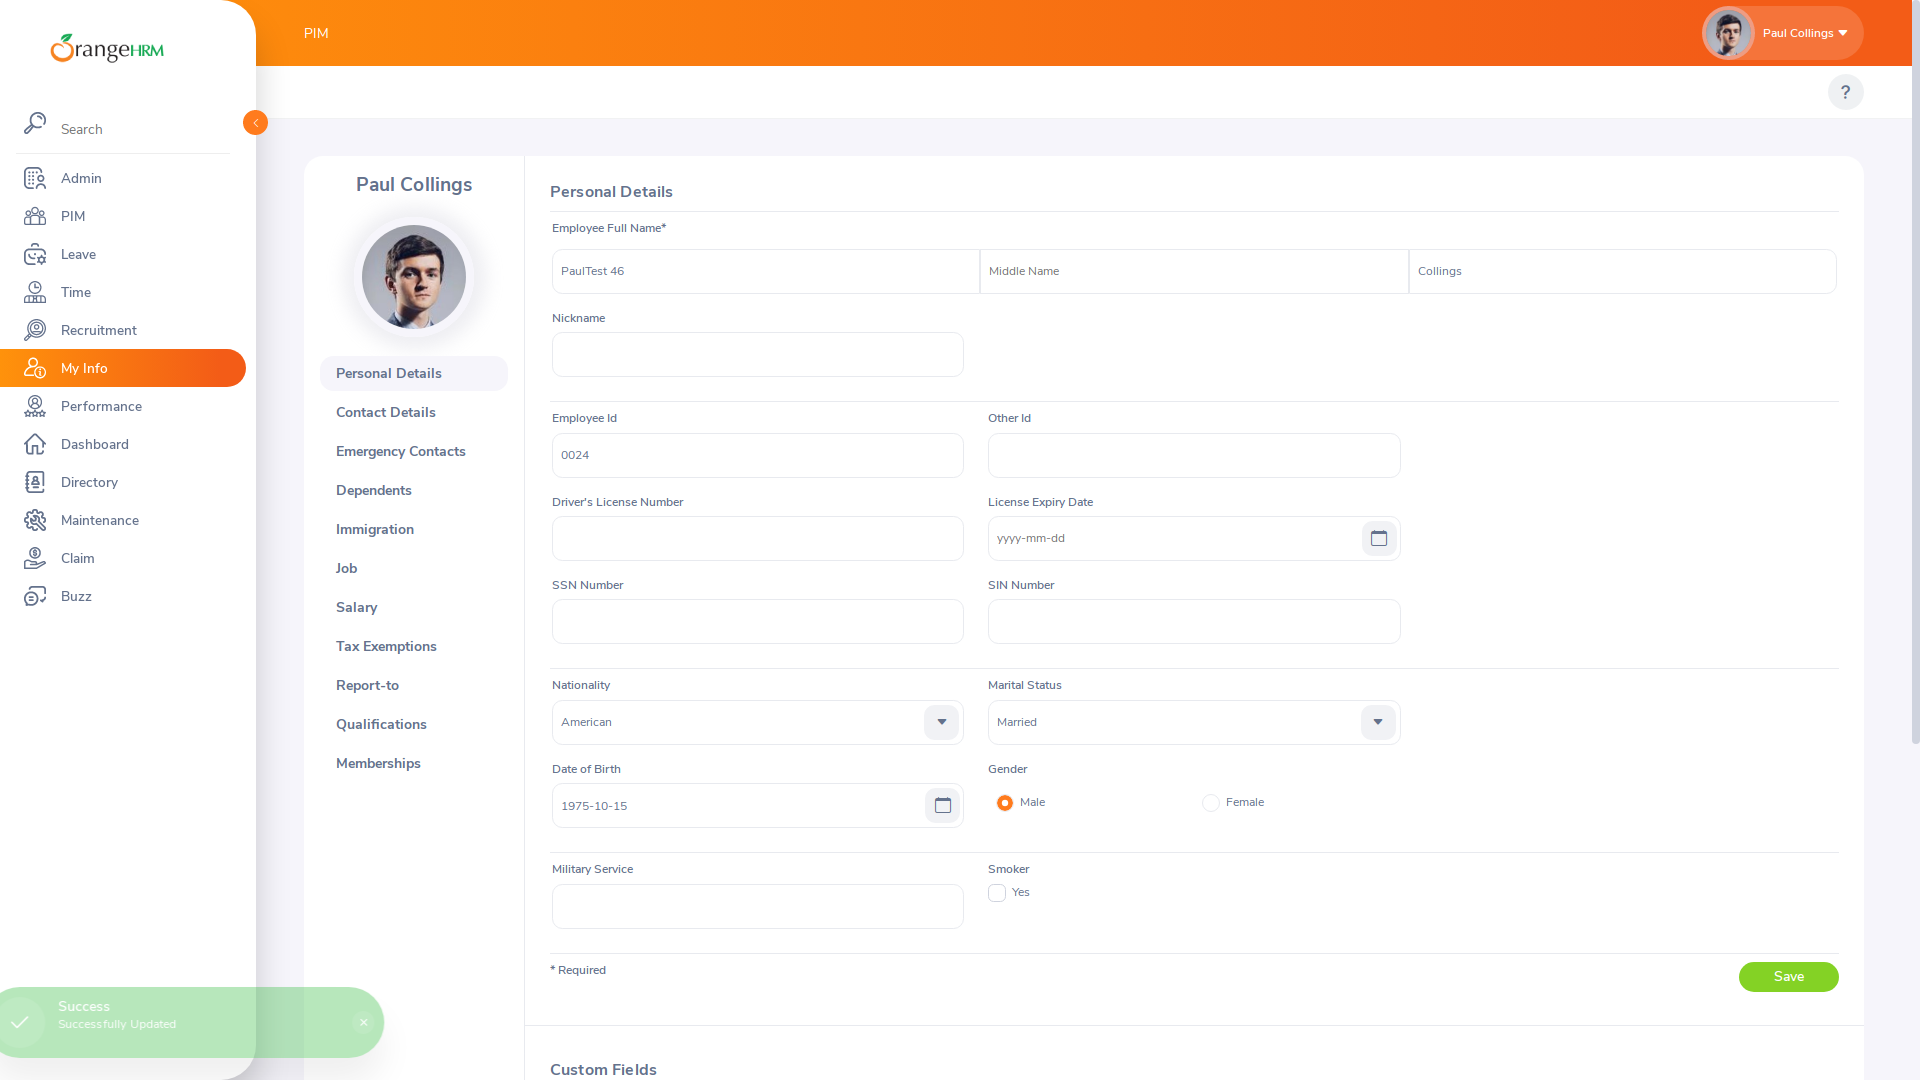 OrangeHRM
Search
Admin
PIM
Leave
Time
Recruitment
My Info
Performance
Dashboard
Directory
Maintenance
Claim
Buzz
PIM
Paul Collings
?
Paul Collings
Personal Details
Contact Details
Emergency Contacts
Dependents
Immigration
Job
Salary
Tax Exemptions
Report-to
Qualifications
Memberships
Personal Details
Employee Full Name*
PaulTest 46 Middle Name Collings
Nickname
Employee Id Other Id
0024
Driver's License Number License Expiry Date
yyyy-mm-dd
SSN Number SIN Number
Nationality Marital Status
American Married
Date of Birth Gender
1975-10-15 Male Female
Military Service Smoker
Yes
* Required Save
Custom Fields
Success
Successfully Updated
×